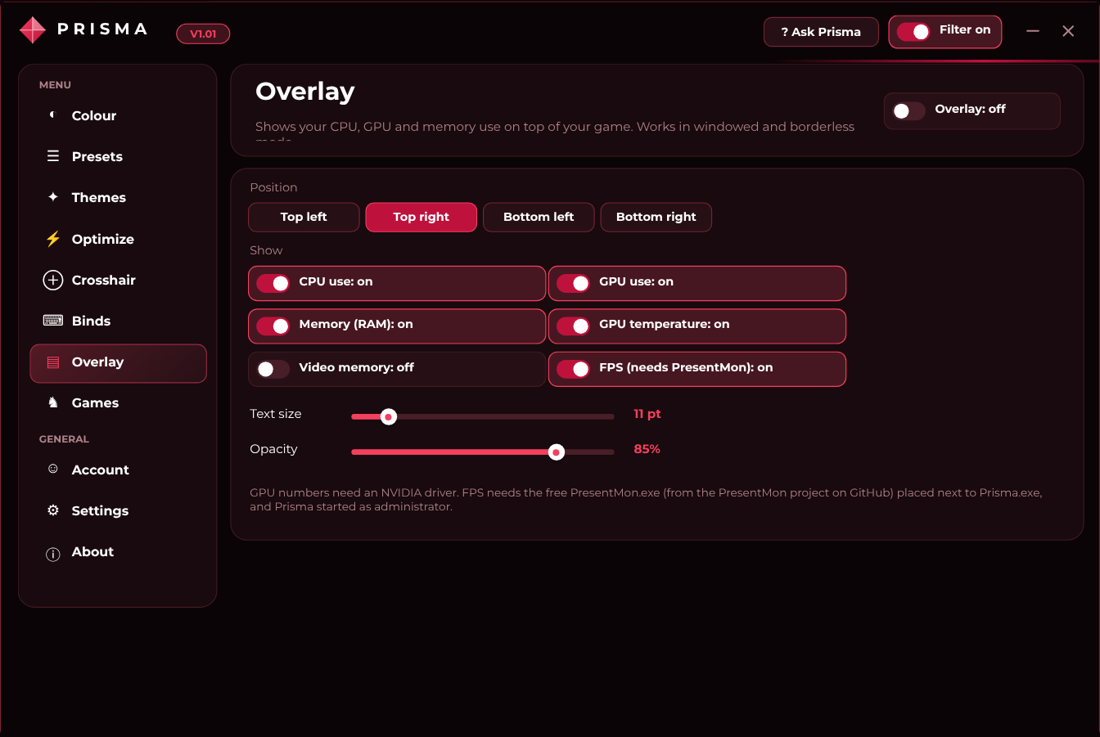 PRISMA
V1.01
? Ask Prisma
Filter on
MENU
Colour
Presets
Themes
Optimize
Crosshair
Binds
Overlay
Games
GENERAL
Account
Settings
About
Overlay
Shows your CPU, GPU and memory use on top of your game. Works in windowed and borderless
Overlay: off
Position
Top left
Top right
Bottom left
Bottom right
Show
CPU use: on
GPU use: on
Memory (RAM): on
GPU temperature: on
Video memory: off
FPS (needs PresentMon): on
Text size
11 pt
Opacity
85%
GPU numbers need an NVIDIA driver. FPS needs the free PresentMon.exe (from the PresentMon project on GitHub) placed next to Prisma.exe,
and Prisma started as administrator.